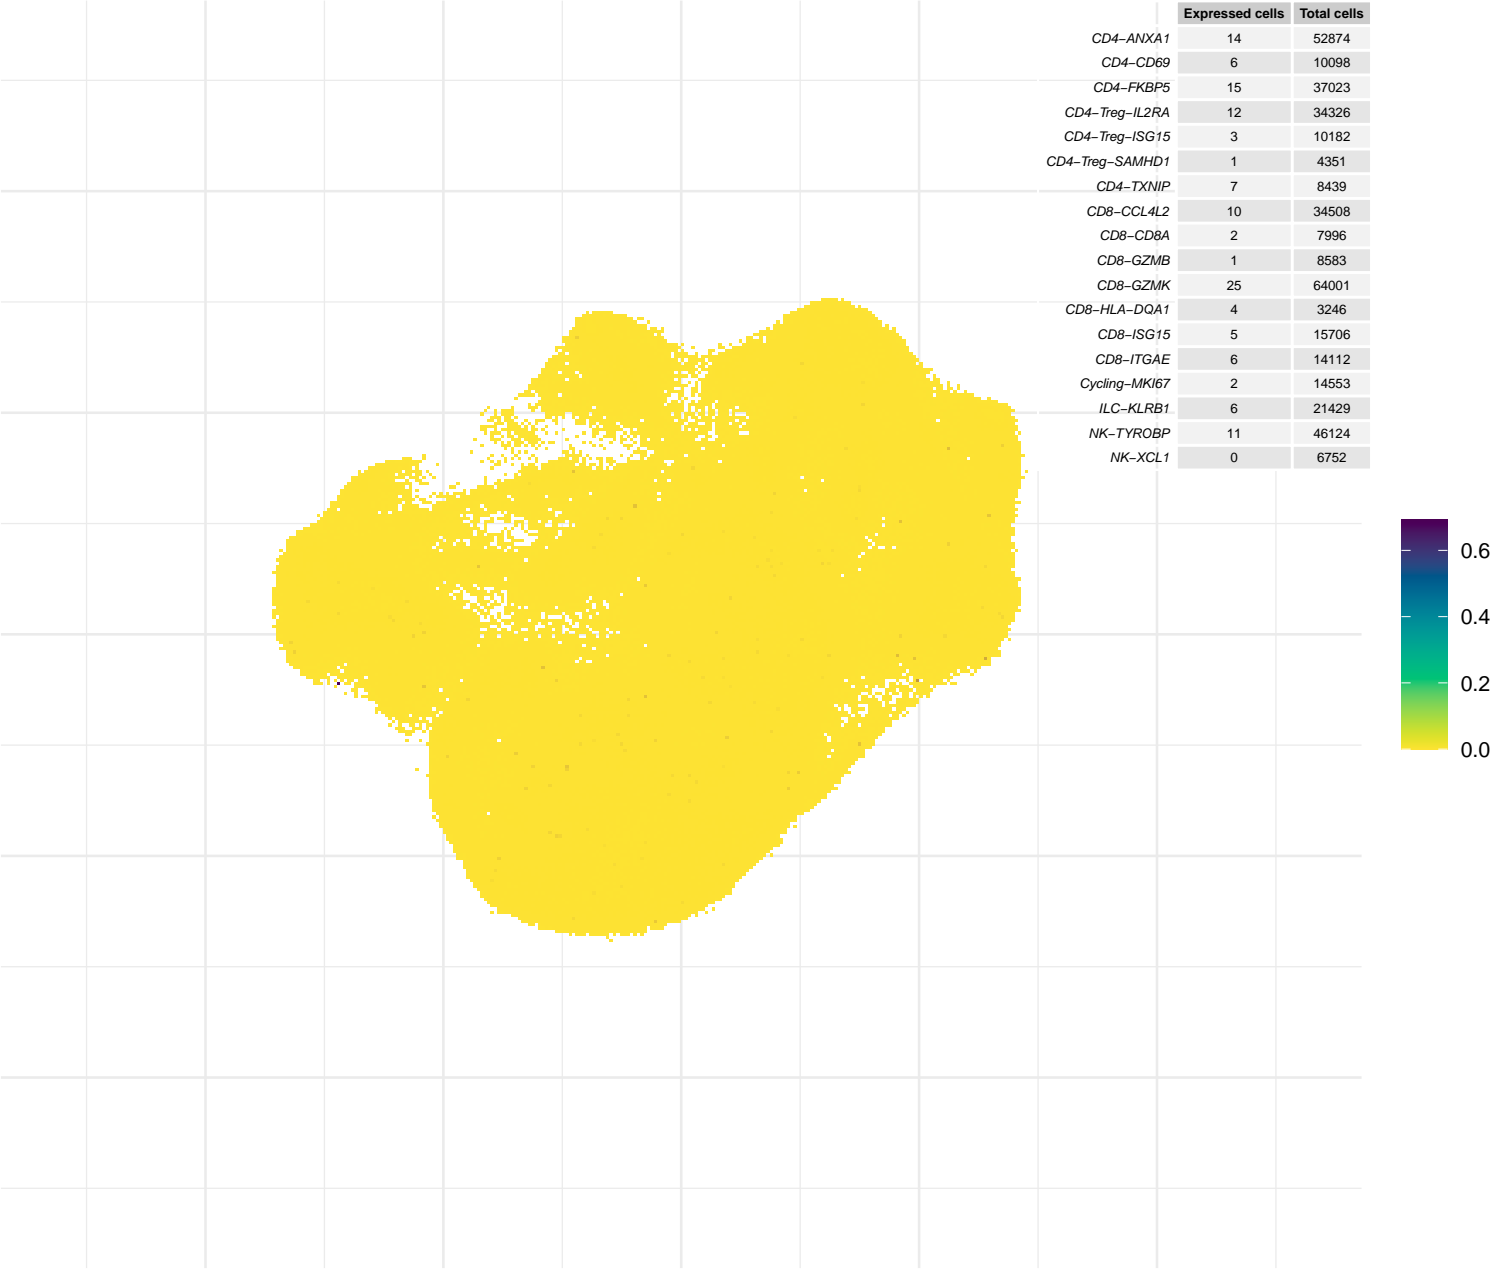 Expressed cells Total cells
CD4−ANXA1 14 52874
CD4−CD69 6 10098
CD4−FKBP5 15 37023
CD4−Treg−IL2RA 12 34326
CD4−Treg−ISG15 3 10182
CD4−Treg−SAMHD1 1 4351
CD4−TXNIP 7 8439
CD8−CCL4L2 10 34508
CD8−CD8A 2 7996
CD8−GZMB 1 8583
CD8−GZMK 25 64001
CD8−HLA−DQA1 4 3246
CD8−ISG15 5 15706
CD8−ITGAE 6 14112
Cycling−MKI67 2 14553
ILC−KLRB1 6 21429
NK−TYROBP 11 46124
NK−XCL1 0 6752
0.6
0.4
0.2
0.0